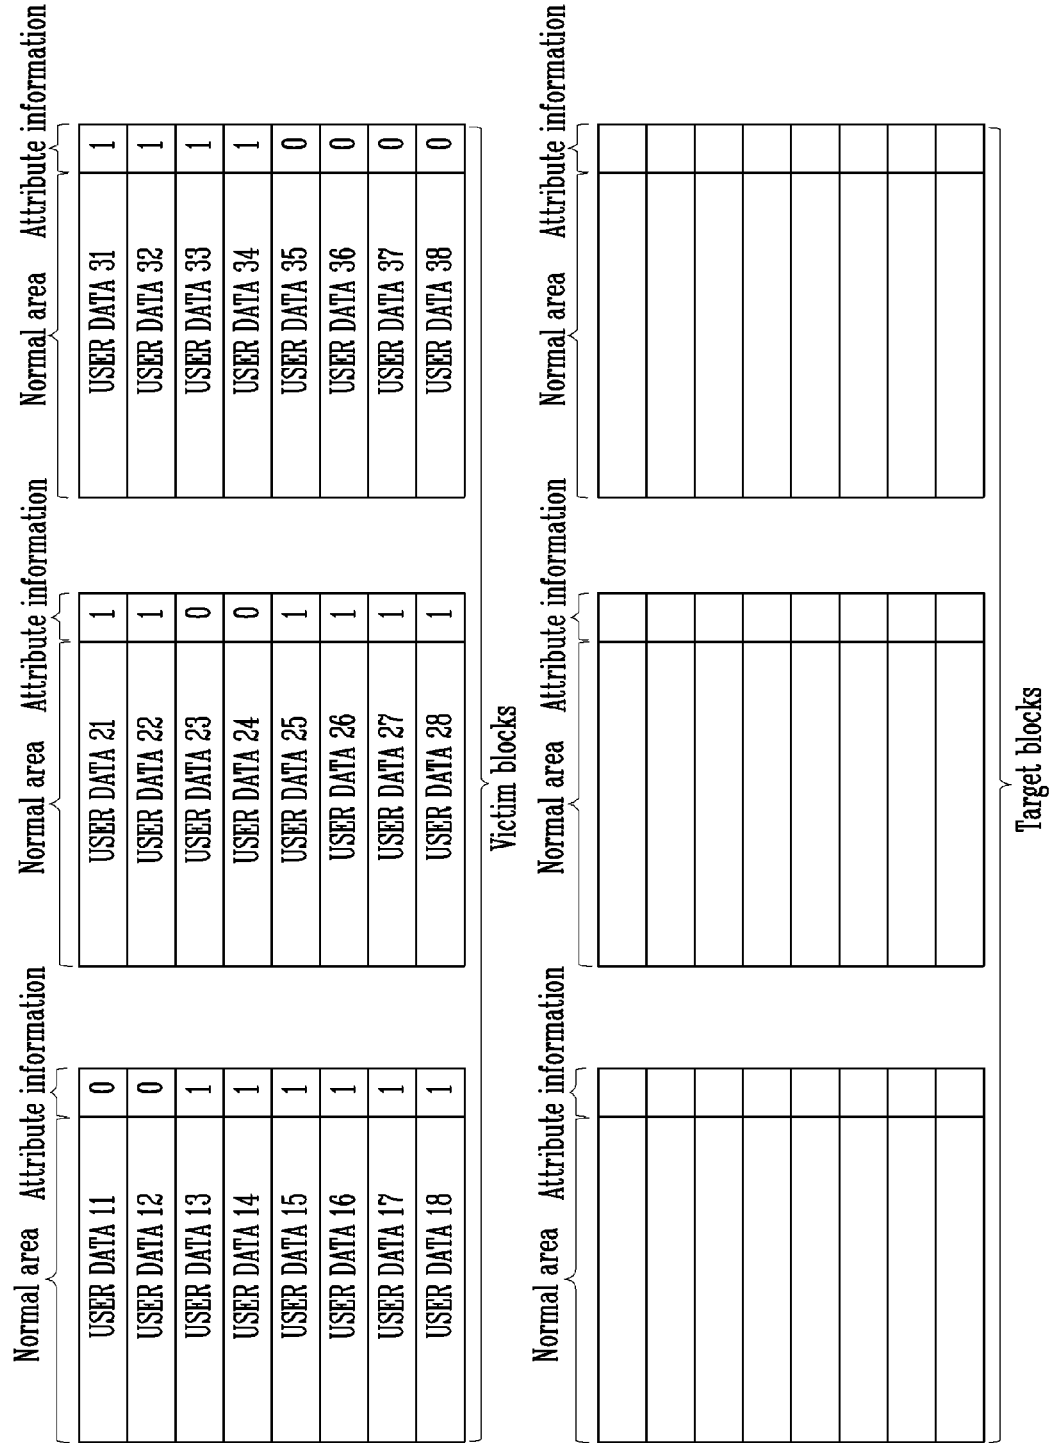 Normal area Attribute information Normal area Attribute information Normal area Attribute information
USER DATA 11 0 USER DATA 21 1 USER DATA 31 1
USER DATA 12 0 USER DATA 22 1 USER DATA 32 1
USER DATA 13 1 USER DATA 23 0 USER DATA 33 1
USER DATA 14 1 USER DATA 24 0 USER DATA 34 1
USER DATA 15 1 USER DATA 25 1 USER DATA 35 0
USER DATA 16 1 USER DATA 26 1 USER DATA 36 0
USER DATA 17 1 USER DATA 27 1 USER DATA 37 0
USER DATA 18 1 USER DATA 28 1 USER DATA 38 0
Victim blocks
Normal area Attribute information Normal area Attribute information Normal area Attribute information
Target blocks